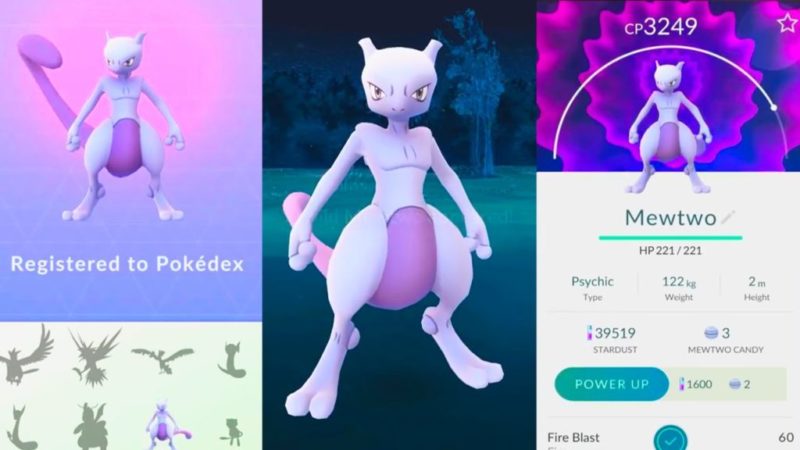 Registered to Pokédex
CP3249
Mewtwo
HP 221 / 221
Psychic
Type
122 kg
Weight
2 m
Height
39519
STARDUST
3
MEWTWO CANDY
POWER UP
1600
2
Fire Blast
60